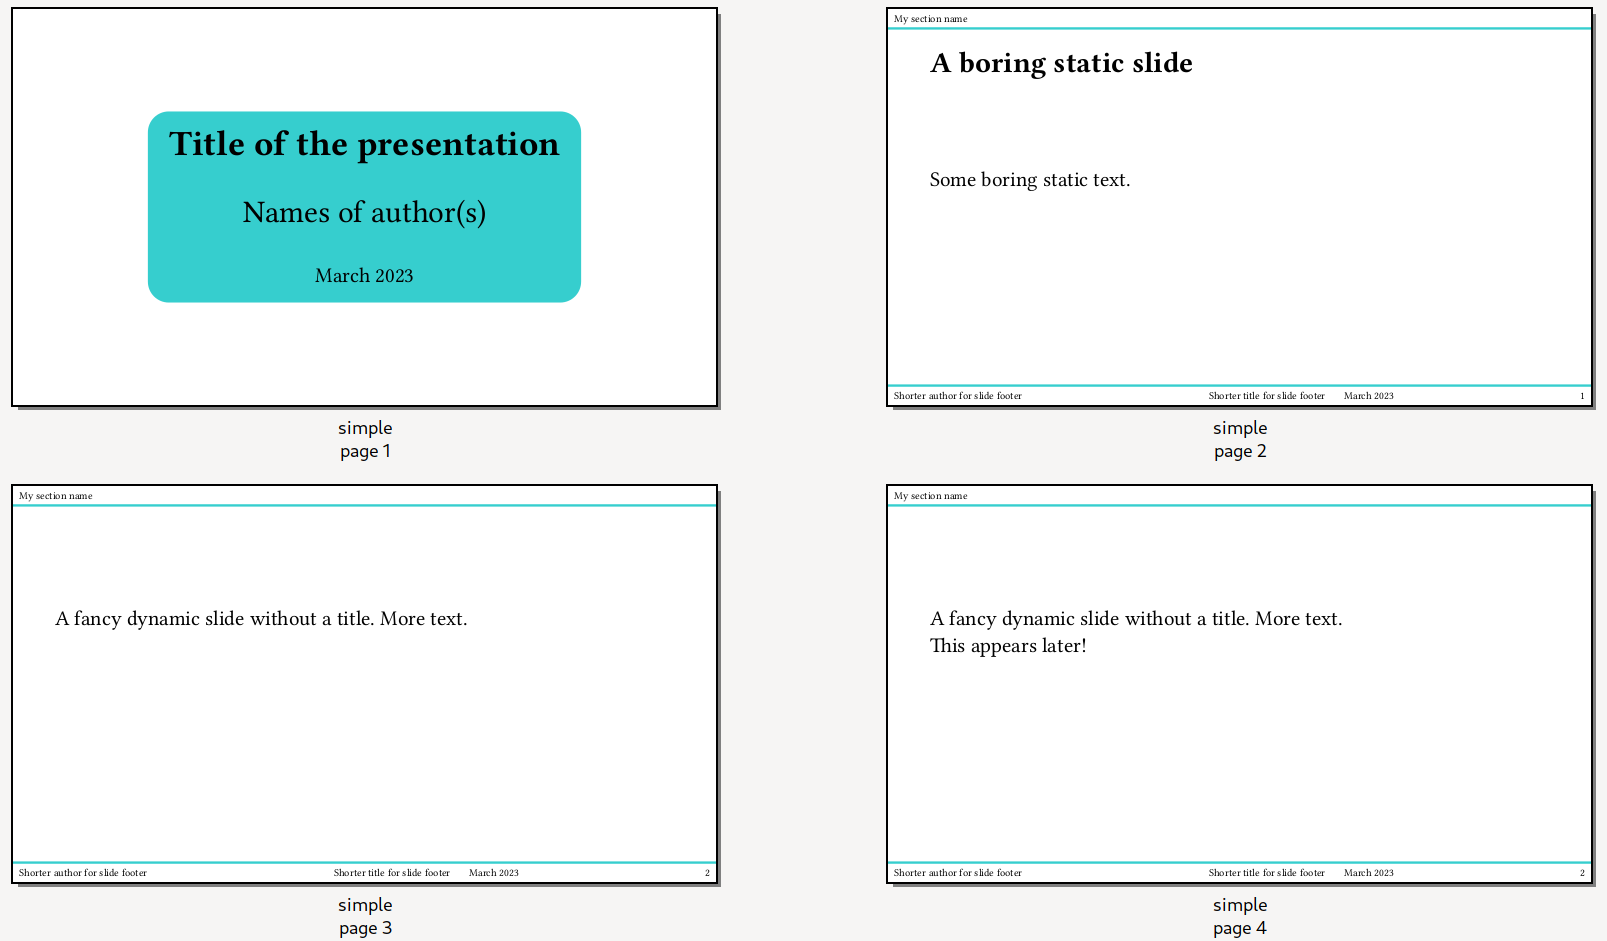 Title of the presentation
Names of author(s)
March 2023
simple
page 1
My section name
A boring static slide
Some boring static text.
Shorter author for slide footer Shorter title for slide footer March 2023 1
simple
page 2
My section name
A fancy dynamic slide without a title. More text.
Shorter author for slide footer Shorter title for slide footer March 2023 2
simple
page 3
My section name
A fancy dynamic slide without a title. More text.
This appears later!
Shorter author for slide footer Shorter title for slide footer March 2023 2
simple
page 4